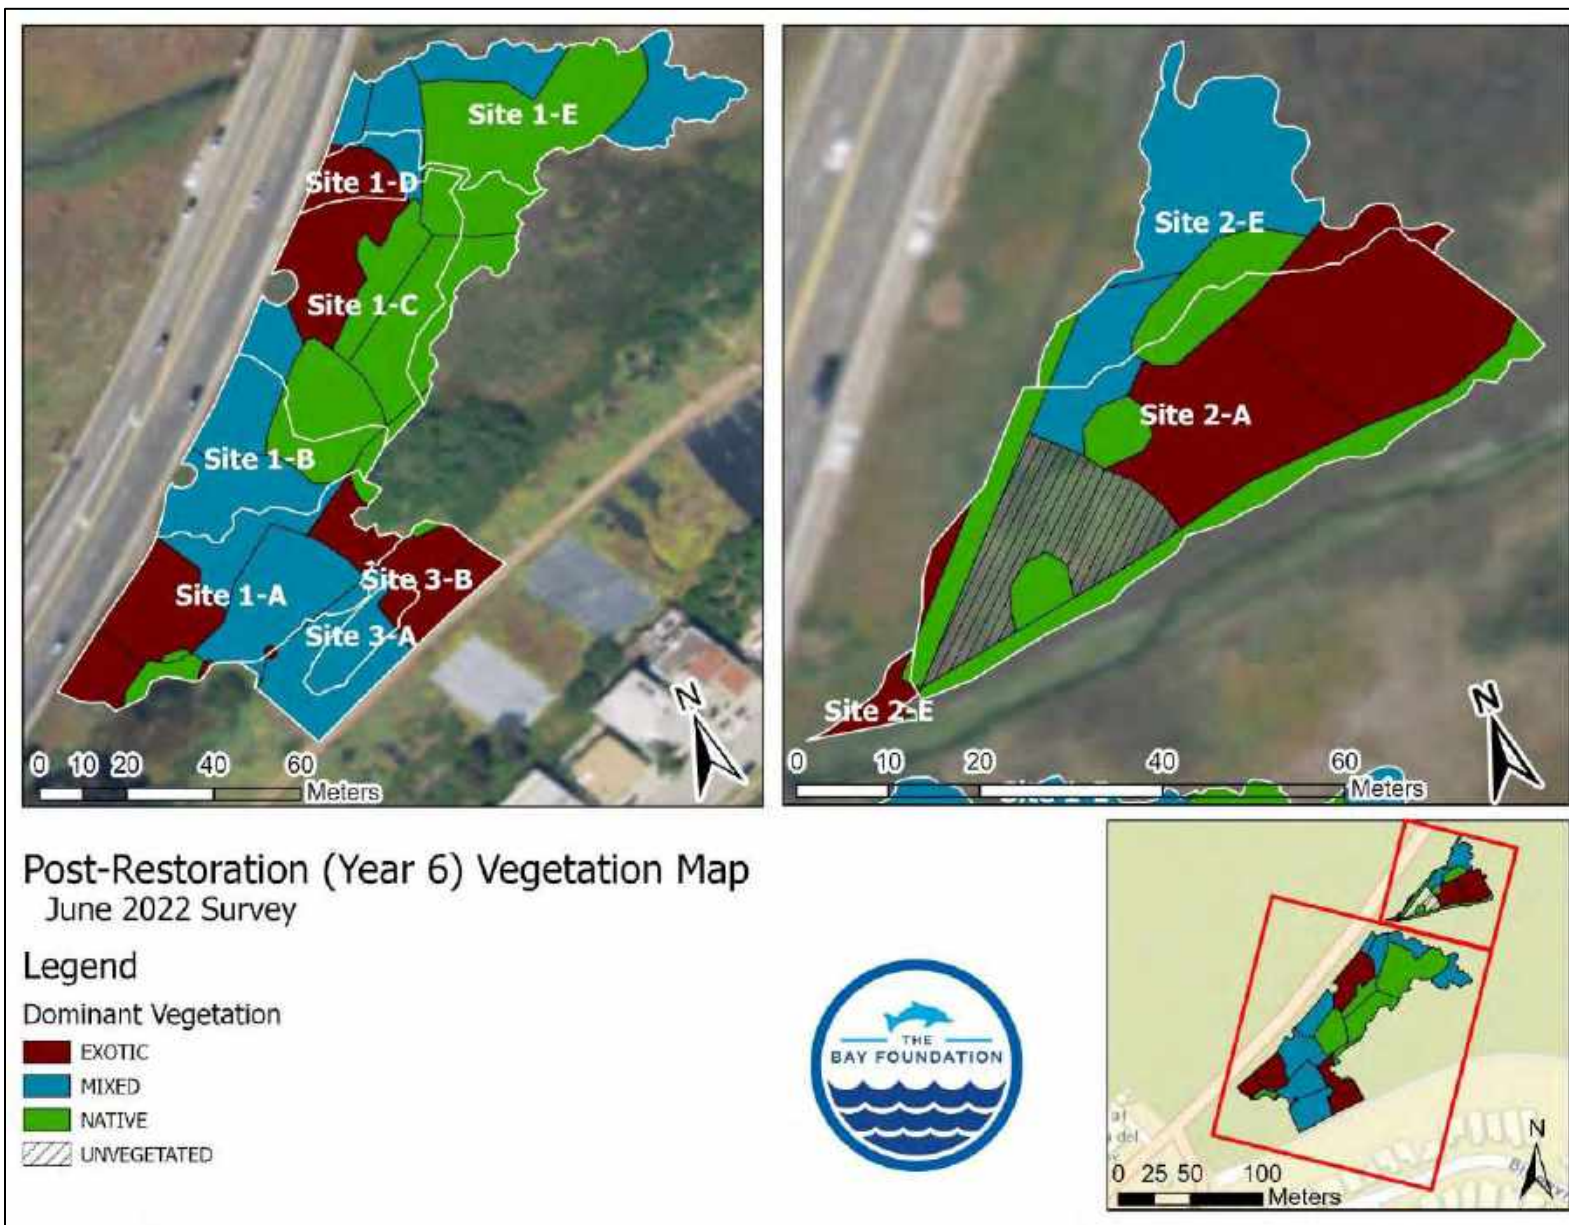 Site 1-E
Site 1-D
Site 1-C
Site 1-B
Site 1-A
Site 3-B
Site 3-A
N
0 10 20 40 60
Meters
Site 2-E
Site 2-A
Site 2-E
N
0 10 20 40 60
Meters
Post-Restoration (Year 6) Vegetation Map
June 2022 Survey
Legend
Dominant Vegetation
EXOTIC
MIXED
NATIVE
UNVEGETATED
THE
BAY FOUNDATION
del
N
0 25 50 100
Meters